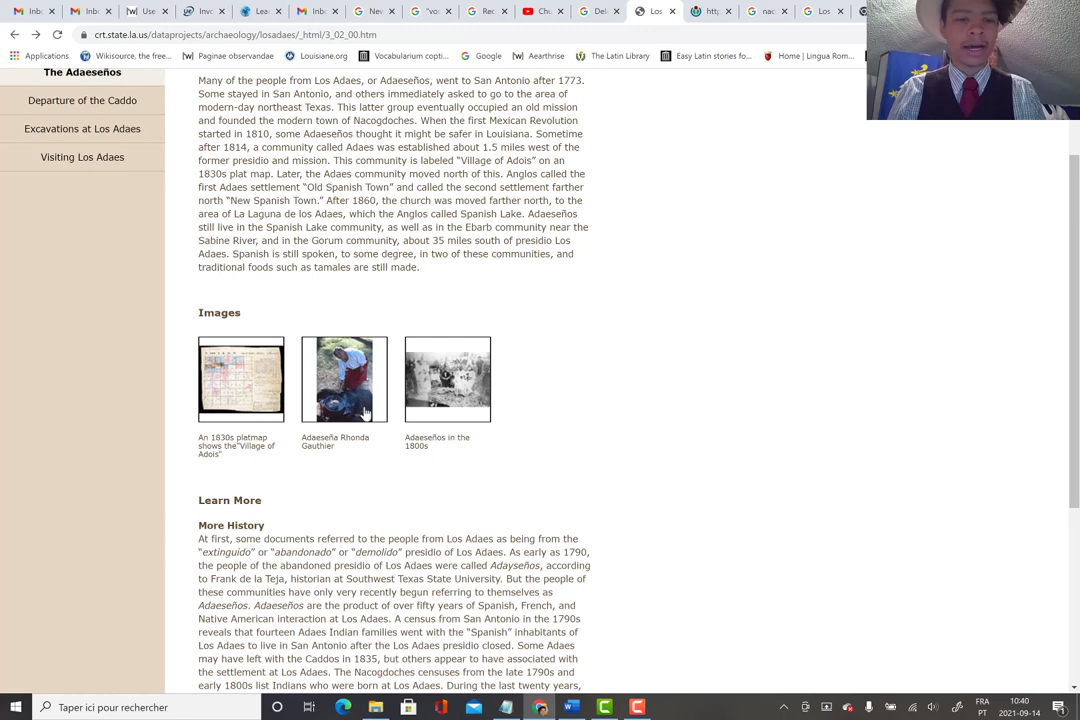 Inb
Inb
Use
Inv
Lea
Inb
New
"vo
Rec
Chu
Del
Los
http
nac
Los
crt.state.la.us/dataprojects/archaeology/losadaes/_html/3_02_00.htm
Applications
Wikisource, the free...
Paginae observandae
Louisiane.org
Vocabularium copti...
Google
Aearthrise
The Latin Library
Easy Latin stories fo...
Home | Lingua Rom...
The Adaeseños
Departure of the Caddo
Excavations at Los Adaes
Visiting Los Adaes
Many of the people from Los Adaes, or Adaeseños, went to San Antonio after 1773.
Some stayed in San Antonio, and others immediately asked to go to the area of
modern-day northeast Texas. This latter group eventually occupied an old mission
and founded the modern town of Nacogdoches. When the first Mexican Revolution
started in 1810, some Adaeseños thought it might be safer in Louisiana. Sometime
after 1814, a community called Adaes was established about 1.5 miles west of the
former presidio and mission. This community is labeled “Village of Adois” on an
1830s plat map. Later, the Adaes community moved north of this. Anglos called the
first Adaes settlement “Old Spanish Town” and called the second settlement farther
north “New Spanish Town.” After 1860, the church was moved farther north, to the
area of La Laguna de los Adaes, which the Anglos called Spanish Lake. Adaeseños
still live in the Spanish Lake community, as well as in the Ebarb community near the
Sabine River, and in the Gorum community, about 35 miles south of presidio Los
Adaes. Spanish is still spoken, to some degree, in two of these communities, and
traditional foods such as tamales are still made.
Images
An 1830s platmap
shows the"Village of
Adois"
Adaeseña Rhonda
Gauthier
Adaeseños in the
1800s
Learn More
More History
At first, some documents referred to the people from Los Adaes as being from the
“extinguido” or “abandonado” or “demolido” presidio of Los Adaes. As early as 1790,
the people of the abandoned presidio of Los Adaes were called Adayseños, according
to Frank de la Teja, historian at Southwest Texas State University. But the people of
these communities have only very recently begun referring to themselves as
Adaeseños. Adaeseños are the product of over fifty years of Spanish, French, and
Native American interaction at Los Adaes. A census from San Antonio in the 1790s
reveals that fourteen Adaes Indian families went with the “Spanish” inhabitants of
Los Adaes to live in San Antonio after the Los Adaes presidio closed. Some Adaes
may have left with the Caddos in 1835, but others appear to have associated with
the settlement at Los Adaes. The Nacogdoches censuses from the late 1790s and
early 1800s list Indians who were born at Los Adaes. During the last twenty years,
Taper ici pour rechercher
FRA
PT
10:40
2021-09-14